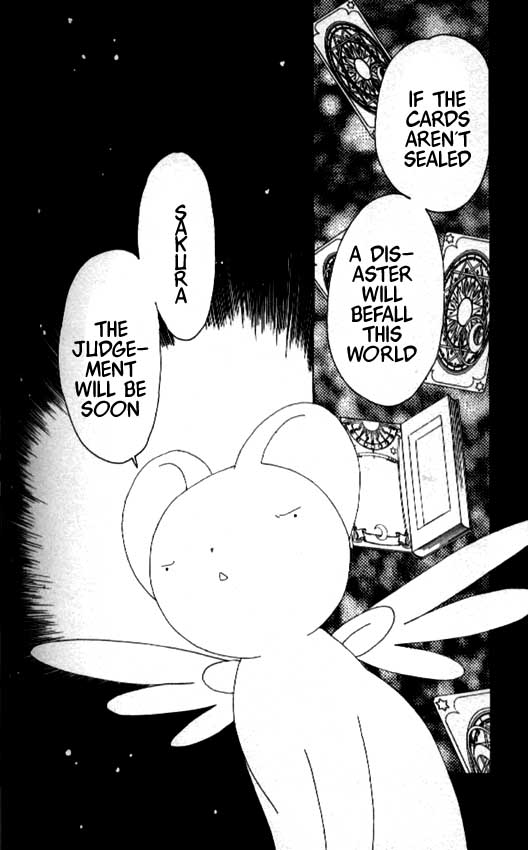 IF THE
CARDS
AREN'T
SEALED
A DIS-
ASTER
WILL
BEFALL
THIS
WORLD
SAKURA
THE
JUDGE-
MENT
WILL BE
SOON